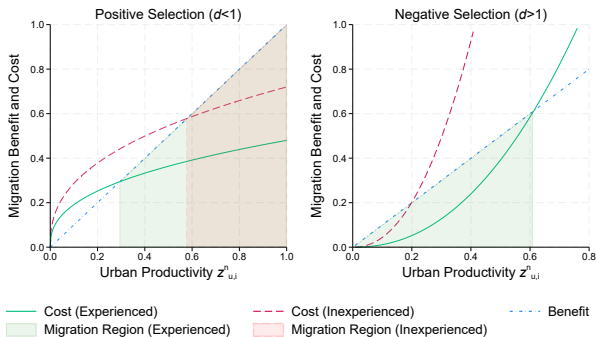 Positive Selection (d<1)
Negative Selection (d>1)
Migration Benefit and Cost
1.0
0.8
0.6
0.4
0.2
0.0
0.0 0.2 0.4 0.6 0.8 1.0
Urban Productivity z^n_{u,i}
Migration Benefit and Cost
1.0
0.8
0.6
0.4
0.2
0.0
0.0 0.2 0.4 0.6 0.8
Urban Productivity z^n_{u,i}
Cost (Experienced)
Cost (Inexperienced)
Benefit
Migration Region (Experienced)
Migration Region (Inexperienced)